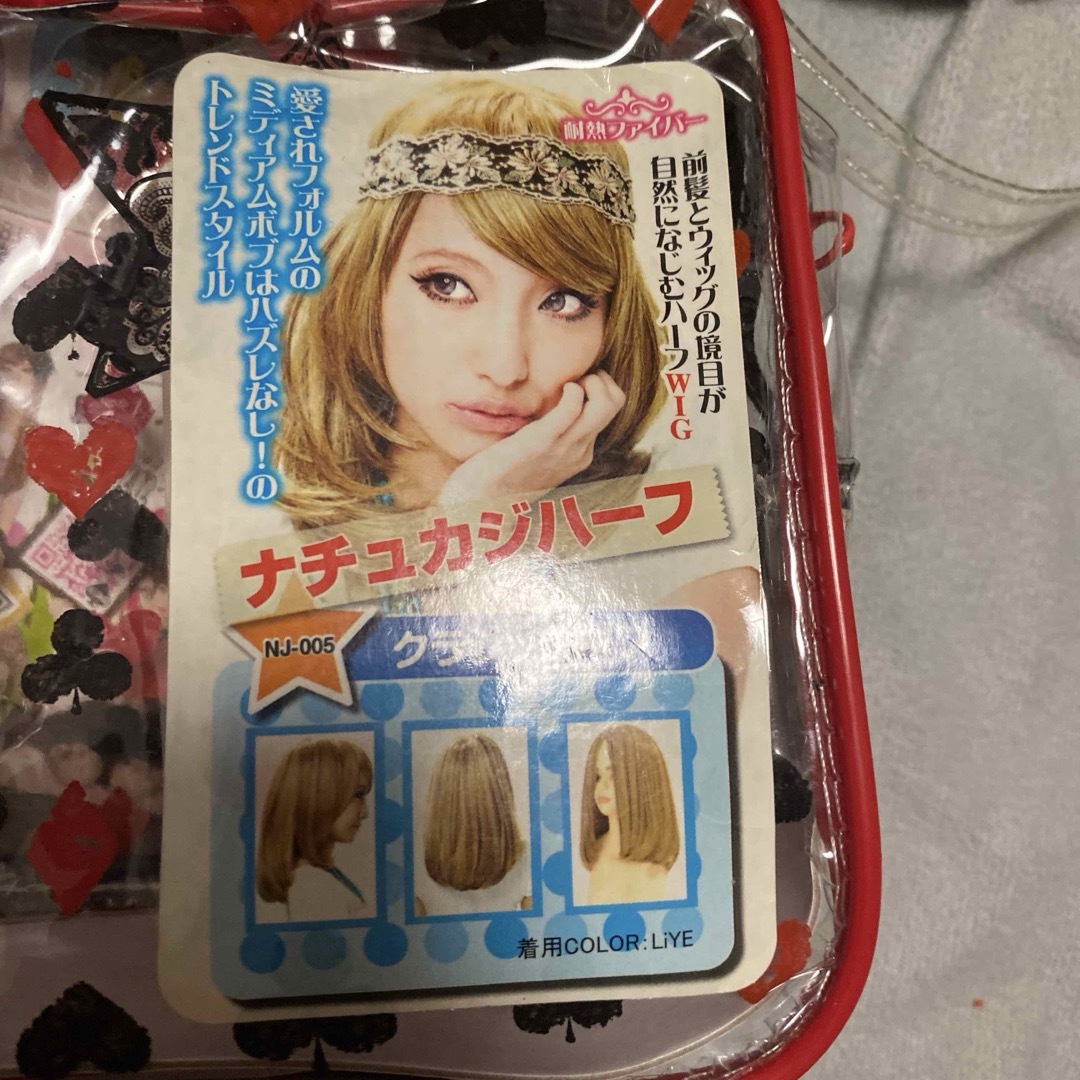 耐熱ファイバー
前髪とウィッグの境目が
自然になじむハーフWIG
愛されフォルムの
ミディアムボブはハズレなし!の
トレンドスタイル
ナチュカジハーフ
NJ-005
着用COLOR:LiYE